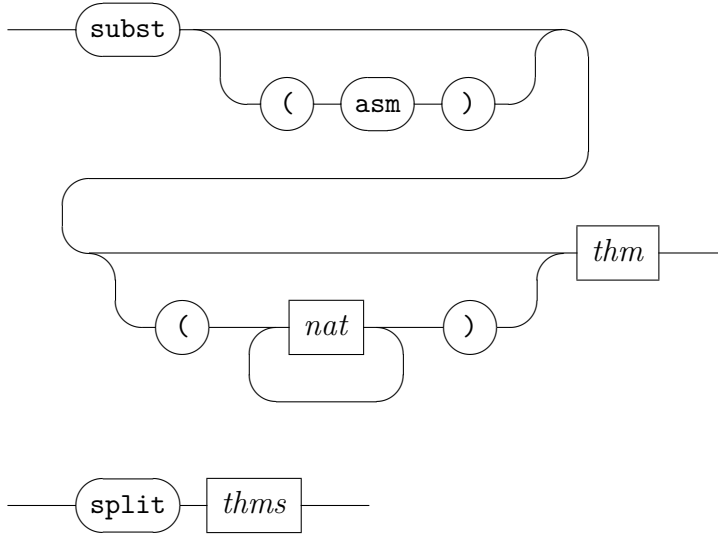 subst
( asm )
thm
( nat )
split thms